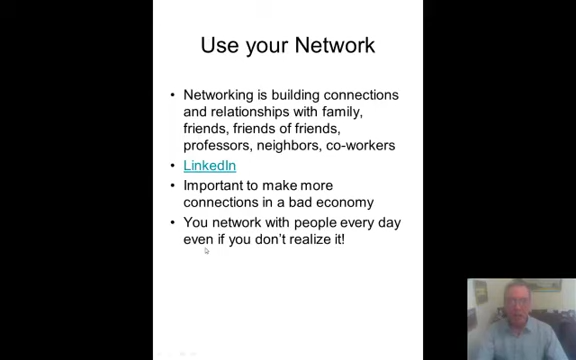 Use your Network
• Networking is building connections
and relationships with family,
friends, friends of friends,
professors, neighbors, co-workers
• LinkedIn
• Important to make more
connections in a bad economy
• You network with people every day
even if you don't realize it!